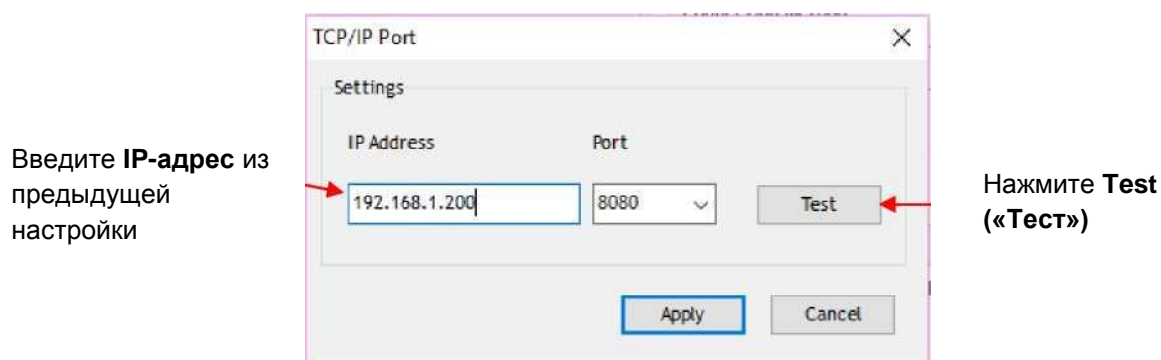 TCP/IP Port
Settings
IP Address
Port
Введите IP-адрес из
предыдущей
настройки
192.168.1.200
8080
Test
Нажмите Test
(«Тест»)
Apply
Cancel